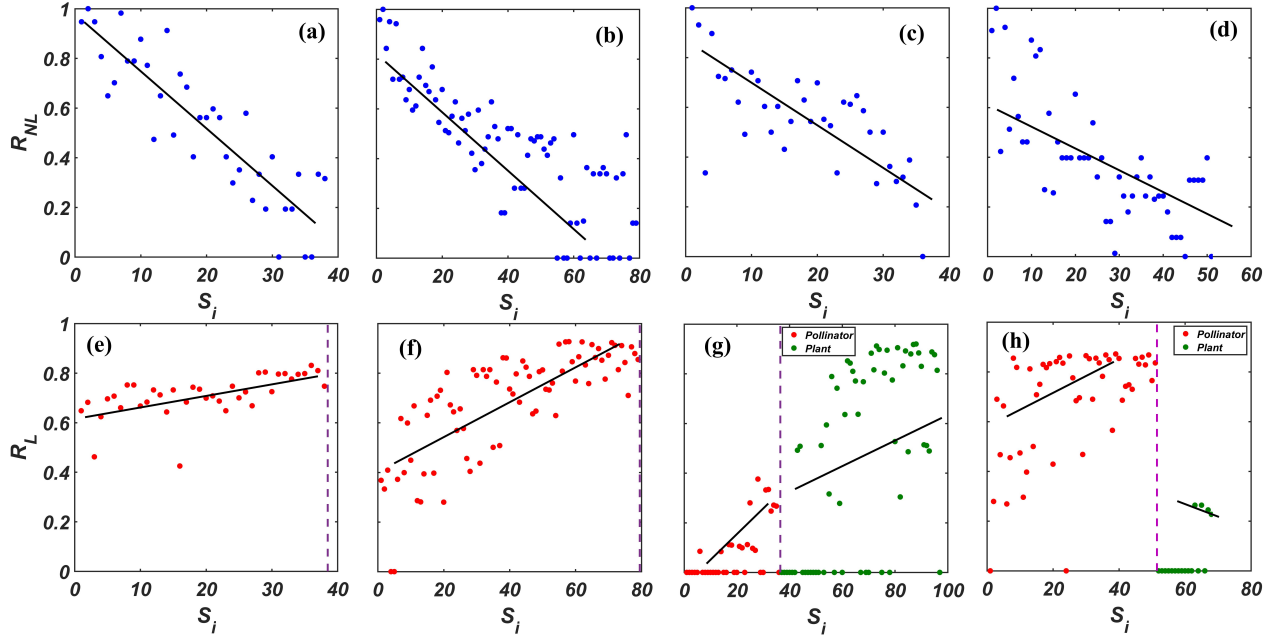 (a)
(b)
(c)
(d)
R_NL
1
0.8
0.6
0.4
0.2
0
0 10 20 30 40
0 20 40 60 80
0 10 20 30 40
0 10 20 30 40 50 60
S_i
S_i
S_i
S_i
(e)
(f)
(g)
(h)
Pollinator
Plant
Pollinator
Plant
R_L
1
0.8
0.6
0.4
0.2
0
0 10 20 30 40
0 20 40 60 80
0 20 40 60 80 100
0 20 40 60 80
S_i
S_i
S_i
S_i